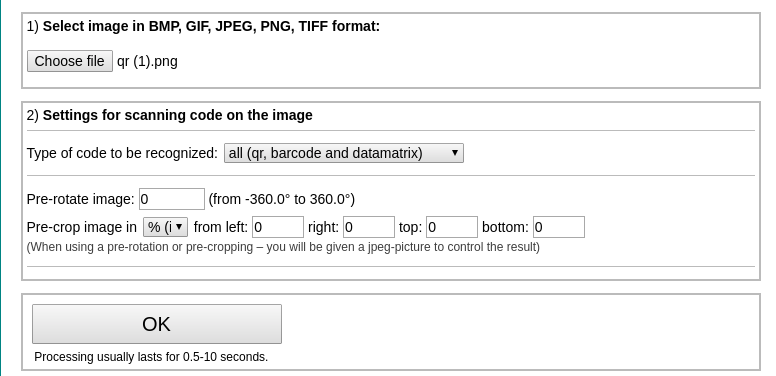 1) Select image in BMP, GIF, JPEG, PNG, TIFF format:
Choose file qr (1).png
2) Settings for scanning code on the image
Type of code to be recognized: all (qr, barcode and datamatrix)
Pre-rotate image: 0 (from -360.0° to 360.0°)
Pre-crop image in % (i from left: 0 right: 0 top: 0 bottom: 0
(When using a pre-rotation or pre-cropping – you will be given a jpeg-picture to control the result)
OK
Processing usually lasts for 0.5-10 seconds.